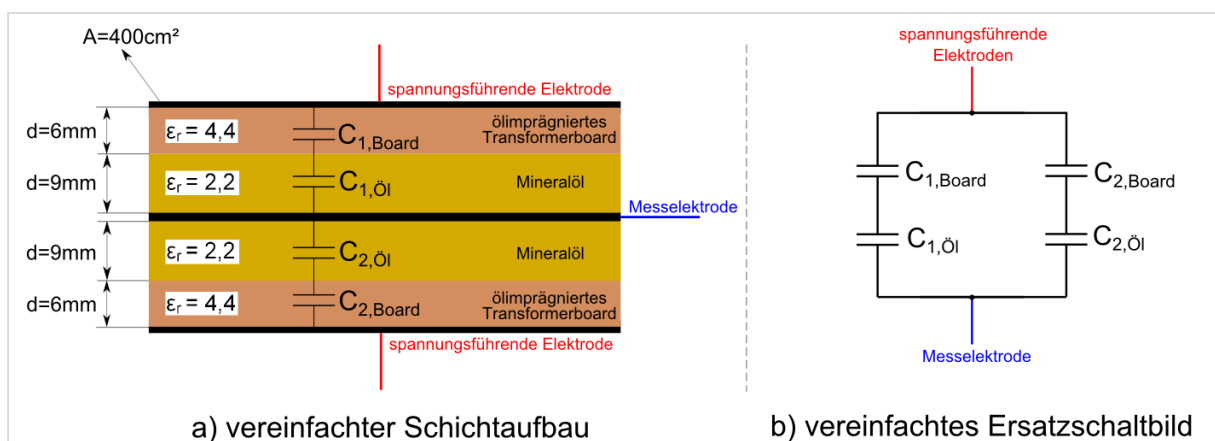 A=400cm²
spannungsführende Elektrode
d=6mm
εr = 4,4
C1,Board
ölimprägniertes
Transformerboard
d=9mm
εr = 2,2
C1,Öl
Mineralöl
Messelektrode
d=9mm
εr = 2,2
C2,Öl
Mineralöl
d=6mm
εr = 4,4
C2,Board
ölimprägniertes
Transformerboard
spannungsführende Elektrode
a) vereinfachter Schichtaufbau
spannungsführende
Elektroden
C1,Board
C2,Board
C1,Öl
C2,Öl
Messelektrode
b) vereinfachtes Ersatzschaltbild